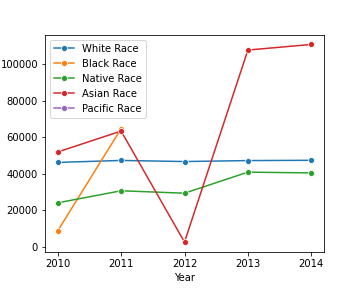 White Race
Black Race
Native Race
Asian Race
Pacific Race
100000
80000
60000
40000
20000
0
2010 2011 2012 2013 2014
Year